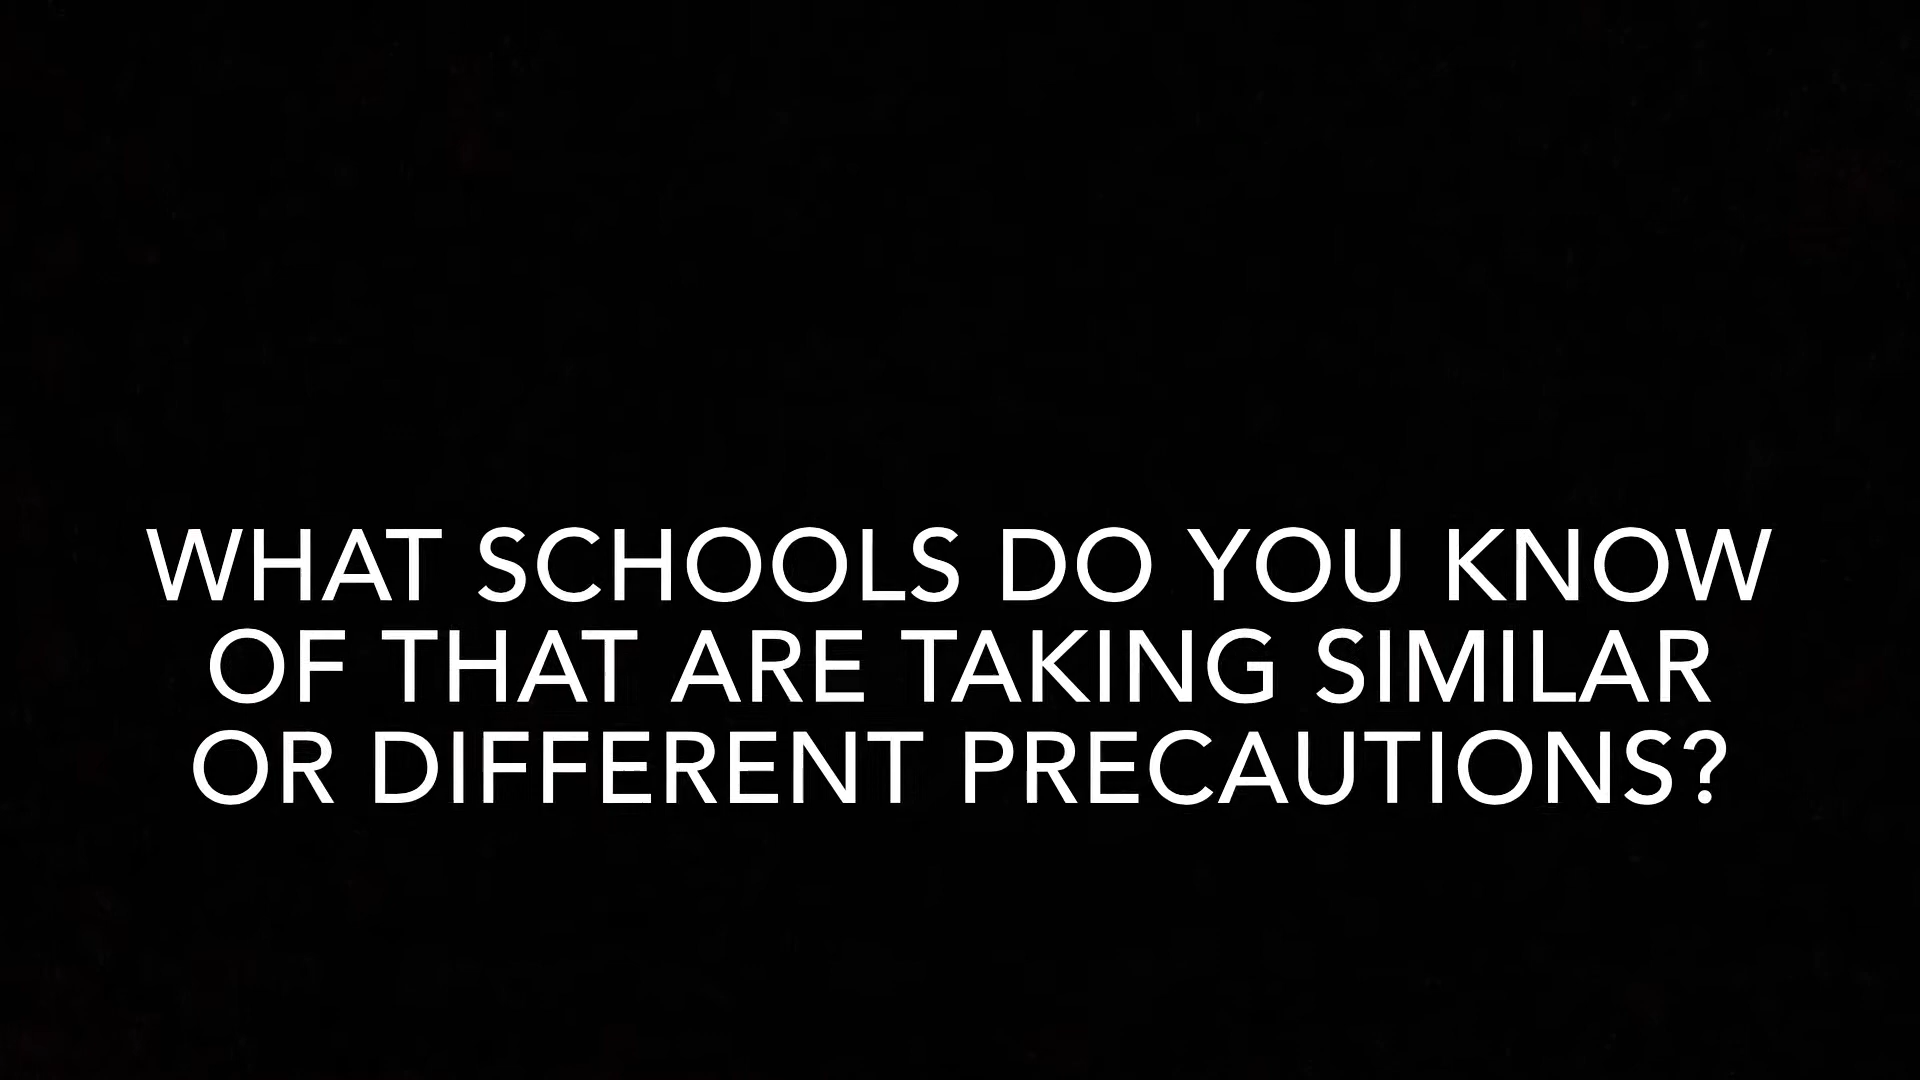 WHAT SCHOOLS DO YOU KNOW
OF THAT ARE TAKING SIMILAR
OR DIFFERENT PRECAUTIONS?